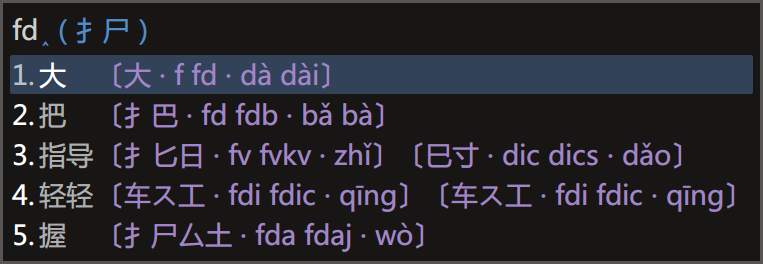 fd‸ ( 扌尸 )
1. 大 〔大 · f fd · dà dài〕
2. 把 〔扌巴 · fd fdb · bǎ bà〕
3. 指导 〔扌匕日 · fv fvkv · zhǐ〕 〔巳寸 · dic dics · dǎo〕
4. 轻轻 〔车ス工 · fdi fdic · qīng〕 〔车ス工 · fdi fdic · qīng〕
5. 握 〔扌尸厶土 · fda fdaj · wò〕